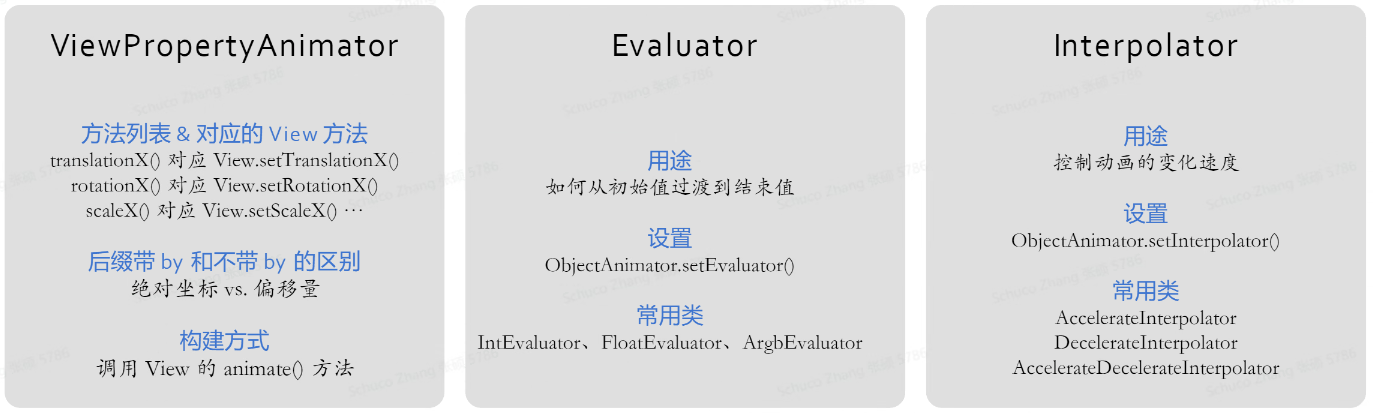 ViewPropertyAnimator
方法列表 & 对应的 View 方法
translationX() 对应 View.setTranslationX()
rotationX() 对应 View.setRotationX()
scaleX() 对应 View.setScaleX() …
后缀带 by 和不带 by 的区别
绝对坐标 vs. 偏移量
构建方式
调用 View 的 animate() 方法
Evaluator
用途
如何从初始值过渡到结束值
设置
ObjectAnimator.setEvaluator()
常用类
IntEvaluator、FloatEvaluator、ArgbEvaluator
Interpolator
用途
控制动画的变化速度
设置
ObjectAnimator.setInterpolator()
常用类
AccelerateInterpolator
DecelerateInterpolator
AccelerateDecelerateInterpolator
Schuco Zhang 张硕 5786